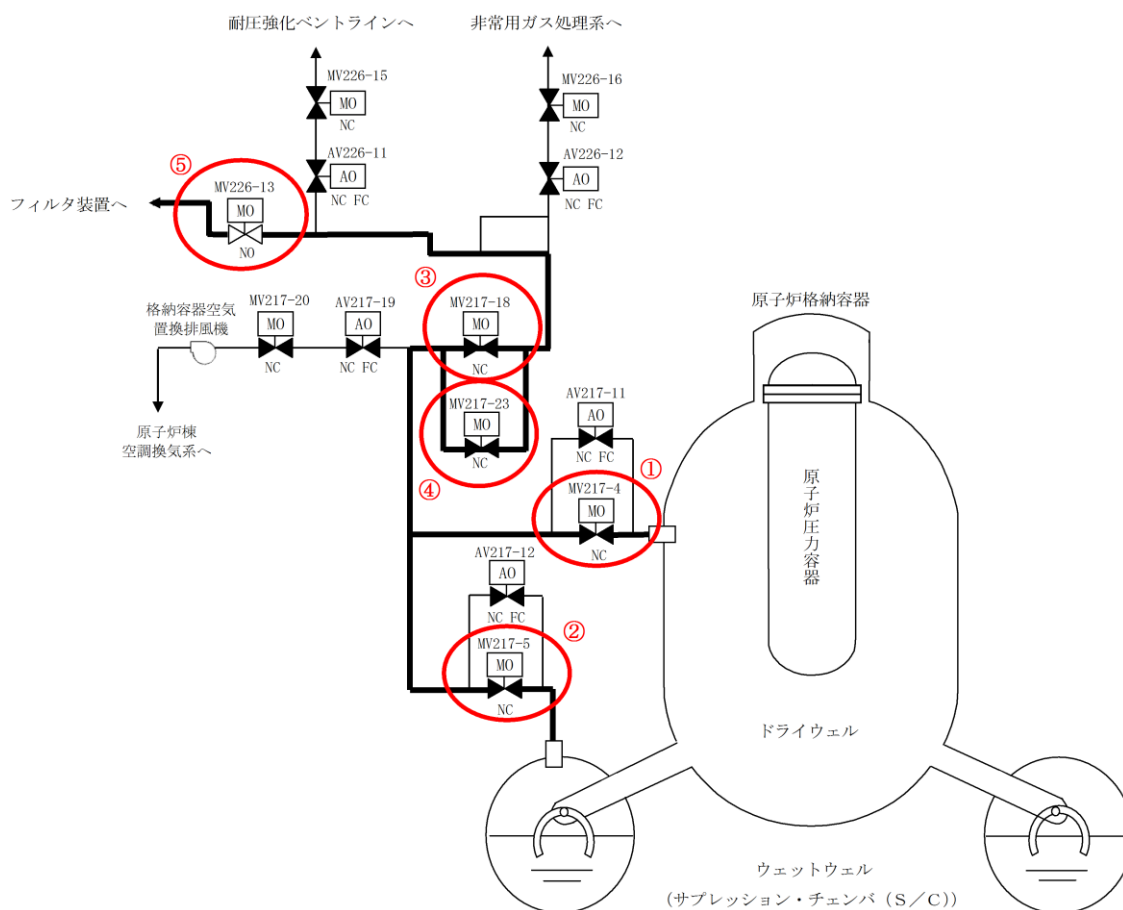 耐圧強化ベントラインへ
非常用ガス処理系へ
MV226-15
MO
NC
MV226-16
MO
NC
AV226-11
AO
NC FC
AV226-12
AO
NC FC
⑤
MV226-13
MO
NO
フィルタ装置へ
③
MV217-18
MO
NC
格納容器空気
置換排風機
MV217-20
MO
NC
AV217-19
AO
NC FC
原子炉棟
空調換気系へ
MV217-23
MO
NC
④
AV217-11
AO
NC FC
①
MV217-4
MO
NC
AV217-12
AO
NC FC
②
MV217-5
MO
NC
原子炉格納容器
原子炉圧力容器
ドライウェル
ウェットウェル
(サプレッション・チェンバ(S/C))